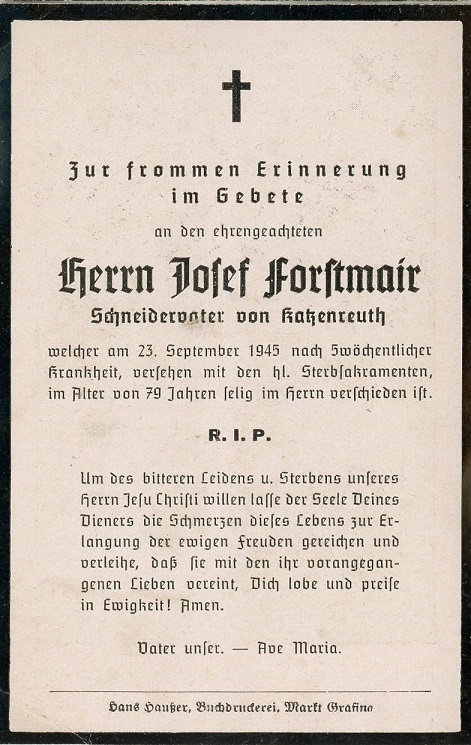 Zur frommen Erinnerung
im Gebete
an den ehrengeachteten
Herrn Josef Forstmair
Schneidervater von Katzenreuth
welcher am 23. September 1945 nach 5wöchentlicher
Krankheit, versehen mit den hl. Sterbsakramenten,
im Alter von 79 Jahren selig im Herrn verschieden ist.
R. I. P.
Um des bitteren Leidens u. Sterbens unseres
Herrn Jesu Christi willen lasse der Seele Deines
Dieners die Schmerzen dieses Lebens zur Er-
langung der ewigen Freuden gereichen und
verleihe, daß sie mit den ihr vorangegan-
genen Lieben vereint, Dich lobe und preise
in Ewigkeit! Amen.
Vater unser. — Ave Maria.
Hans Haußer, Buchdruckerei, Markt Grafing